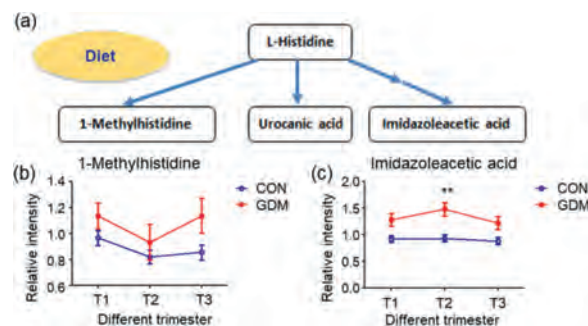 (a)
Diet
L-Histidine
1-Methylhistidine
Urocanic acid
Imidazoleacetic acid
(b)
1-Methylhistidine
Relative intensity
1.4
1.2
1.0
0.8
0.6
CON
GDM
T1 T2 T3
Different trimester
(c)
Imidazoleacetic acid
Relative intensity
2.0
1.5
1.0
0.5
0.0
**
CON
GDM
T1 T2 T3
Different trimester